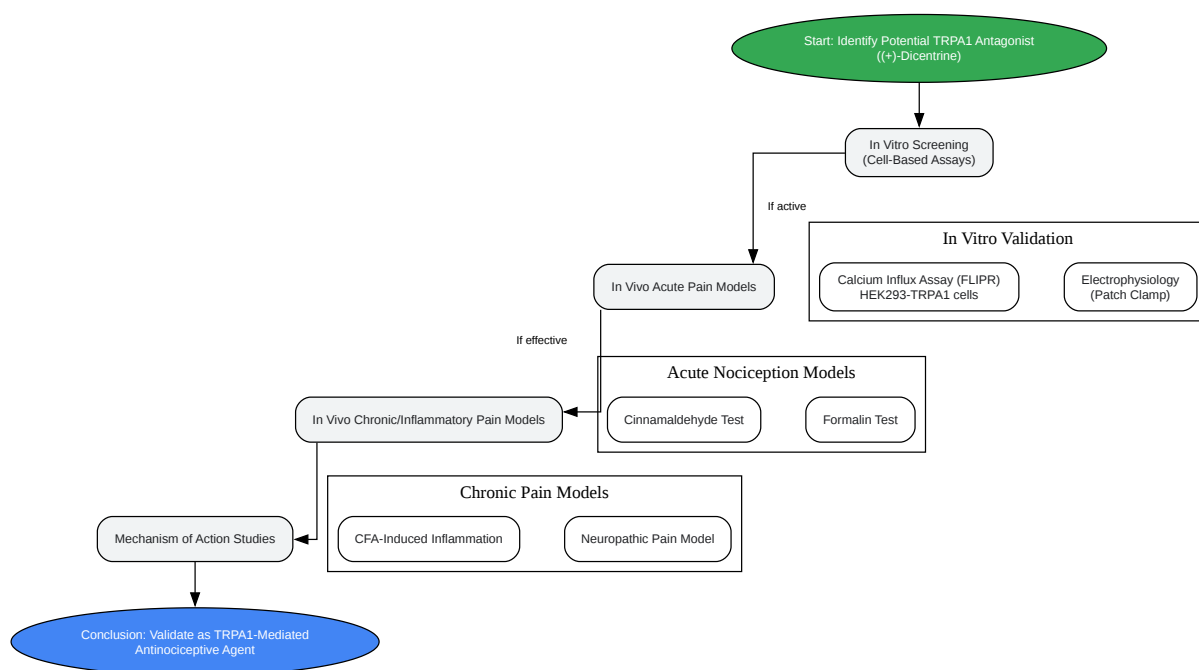 Start: Identify Potential TRPA1 Antagonist
((+)-Dicentrine)
In Vitro Screening
(Cell-Based Assays)
If active
In Vitro Validation
Calcium Influx Assay (FLIPR)
HEK293-TRPA1 cells
Electrophysiology
(Patch Clamp)
In Vivo Acute Pain Models
If effective
Acute Nociception Models
Cinnamaldehyde Test
Formalin Test
In Vivo Chronic/Inflammatory Pain Models
Chronic Pain Models
CFA-Induced Inflammation
Neuropathic Pain Model
Mechanism of Action Studies
Conclusion: Validate as TRPA1-Mediated
Antinociceptive Agent